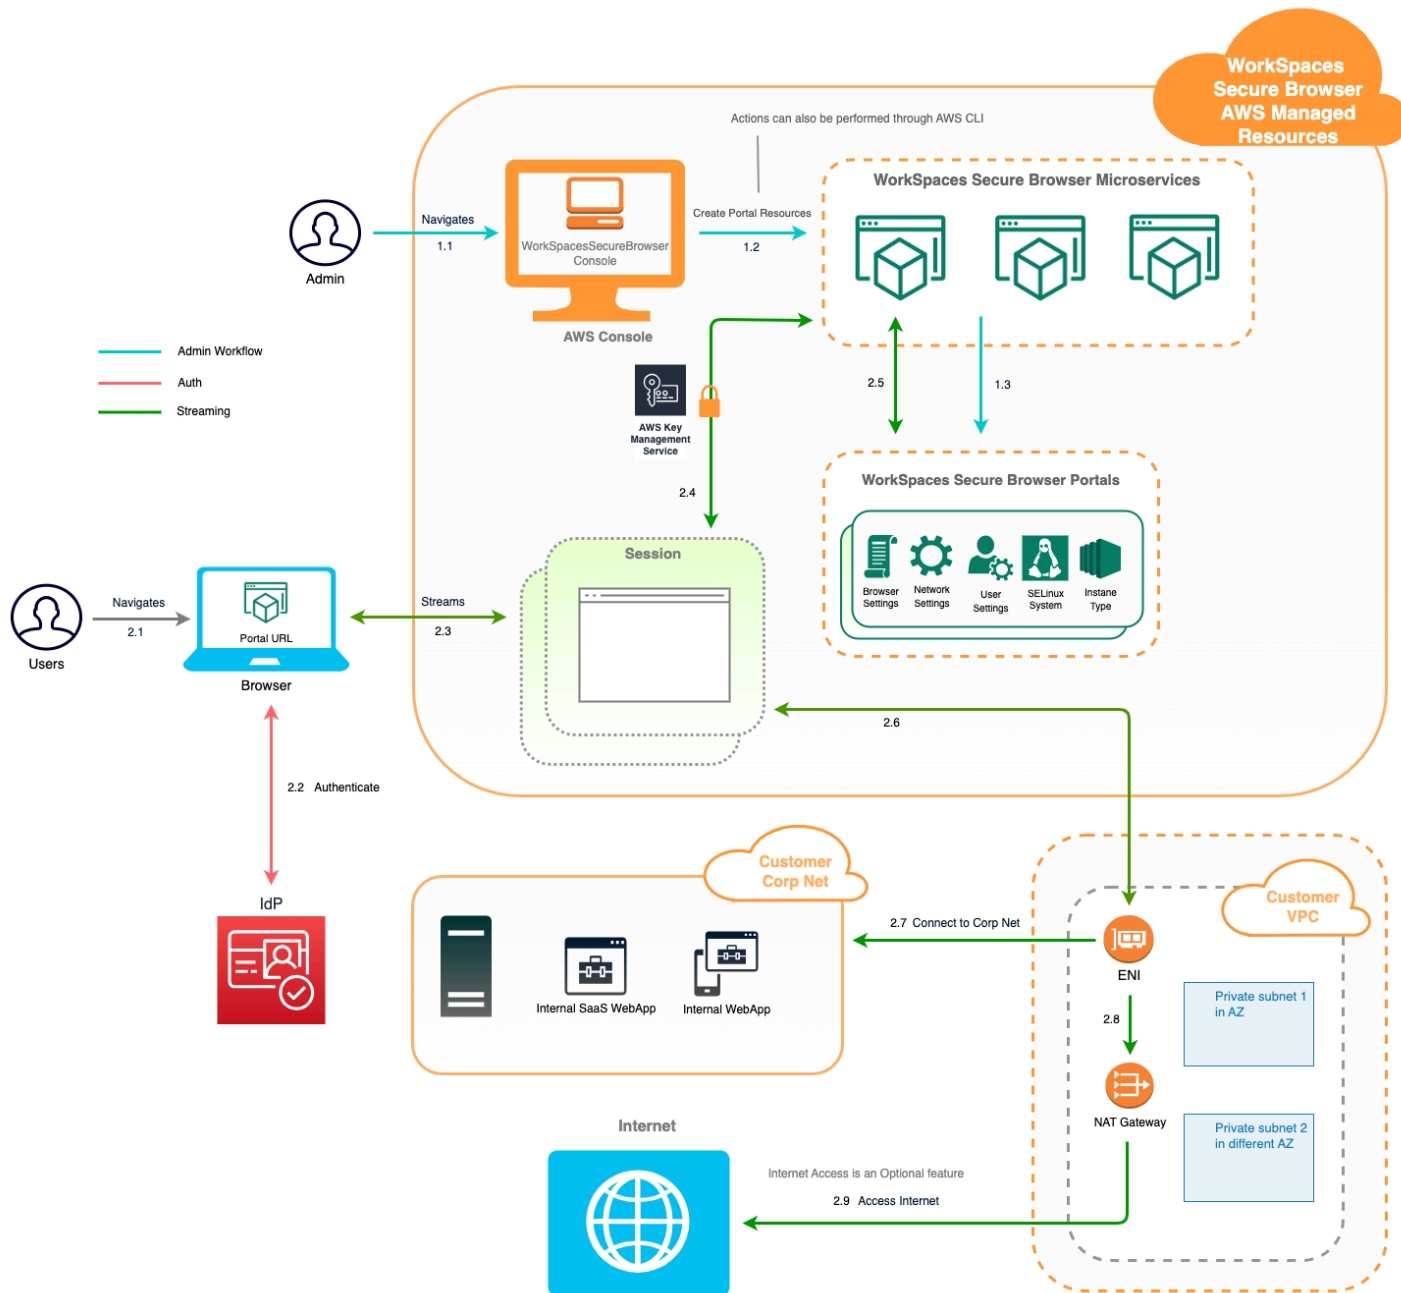 WorkSpaces
Secure Browser
AWS Managed
Resources
Actions can also be performed through AWS CLI
WorkSpaces Secure Browser Microservices
Navigates
1.1
Create Portal Resources
1.2
WorkSpacesSecureBrowser
Console
Admin
AWS Console
Admin Workflow
Auth
Streaming
2.5
1.3
AWS Key
Management
Service
2.4
WorkSpaces Secure Browser Portals
Session
Browser
Settings
Network
Settings
User
Settings
SELinux
System
Instane
Type
Navigates
2.1
Portal URL
Streams
2.3
Users
Browser
2.6
2.2 Authenticate
Customer
Corp Net
Customer
VPC
IdP
2.7 Connect to Corp Net
ENI
Internal SaaS WebApp
Internal WebApp
Private subnet 1
in AZ
2.8
NAT Gateway
Private subnet 2
in different AZ
Internet
Internet Access is an Optional feature
2.9 Access Internet